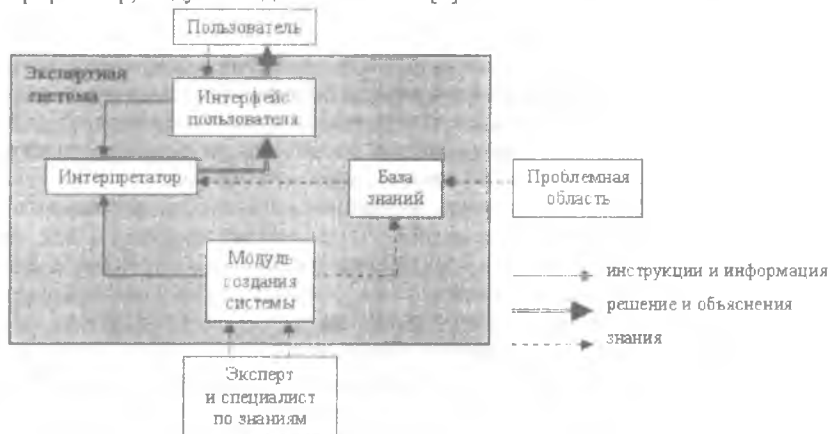 Пользователь
Экспертная
система
Интерфейс
пользователя
Интерпретатор
База
знаний
Проблемная
область
Модуль
создания
системы
инструкции и информация
решение и объяснения
знания
Эксперт
и специалист
по знаниям